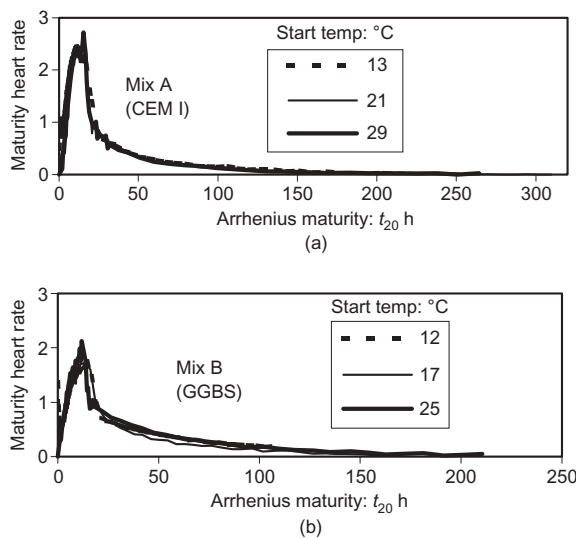 3
Start temp: °C
13
21
29
2
Mix A
(CEM I)
1
0
Maturity heart rate
0 50 100 150 200 250 300
Arrhenius maturity: t20 h
(a)
3
Start temp: °C
12
17
25
2
Mix B
(GGBS)
1
0
Maturity heart rate
0 50 100 150 200 250
Arrhenius maturity: t20 h
(b)